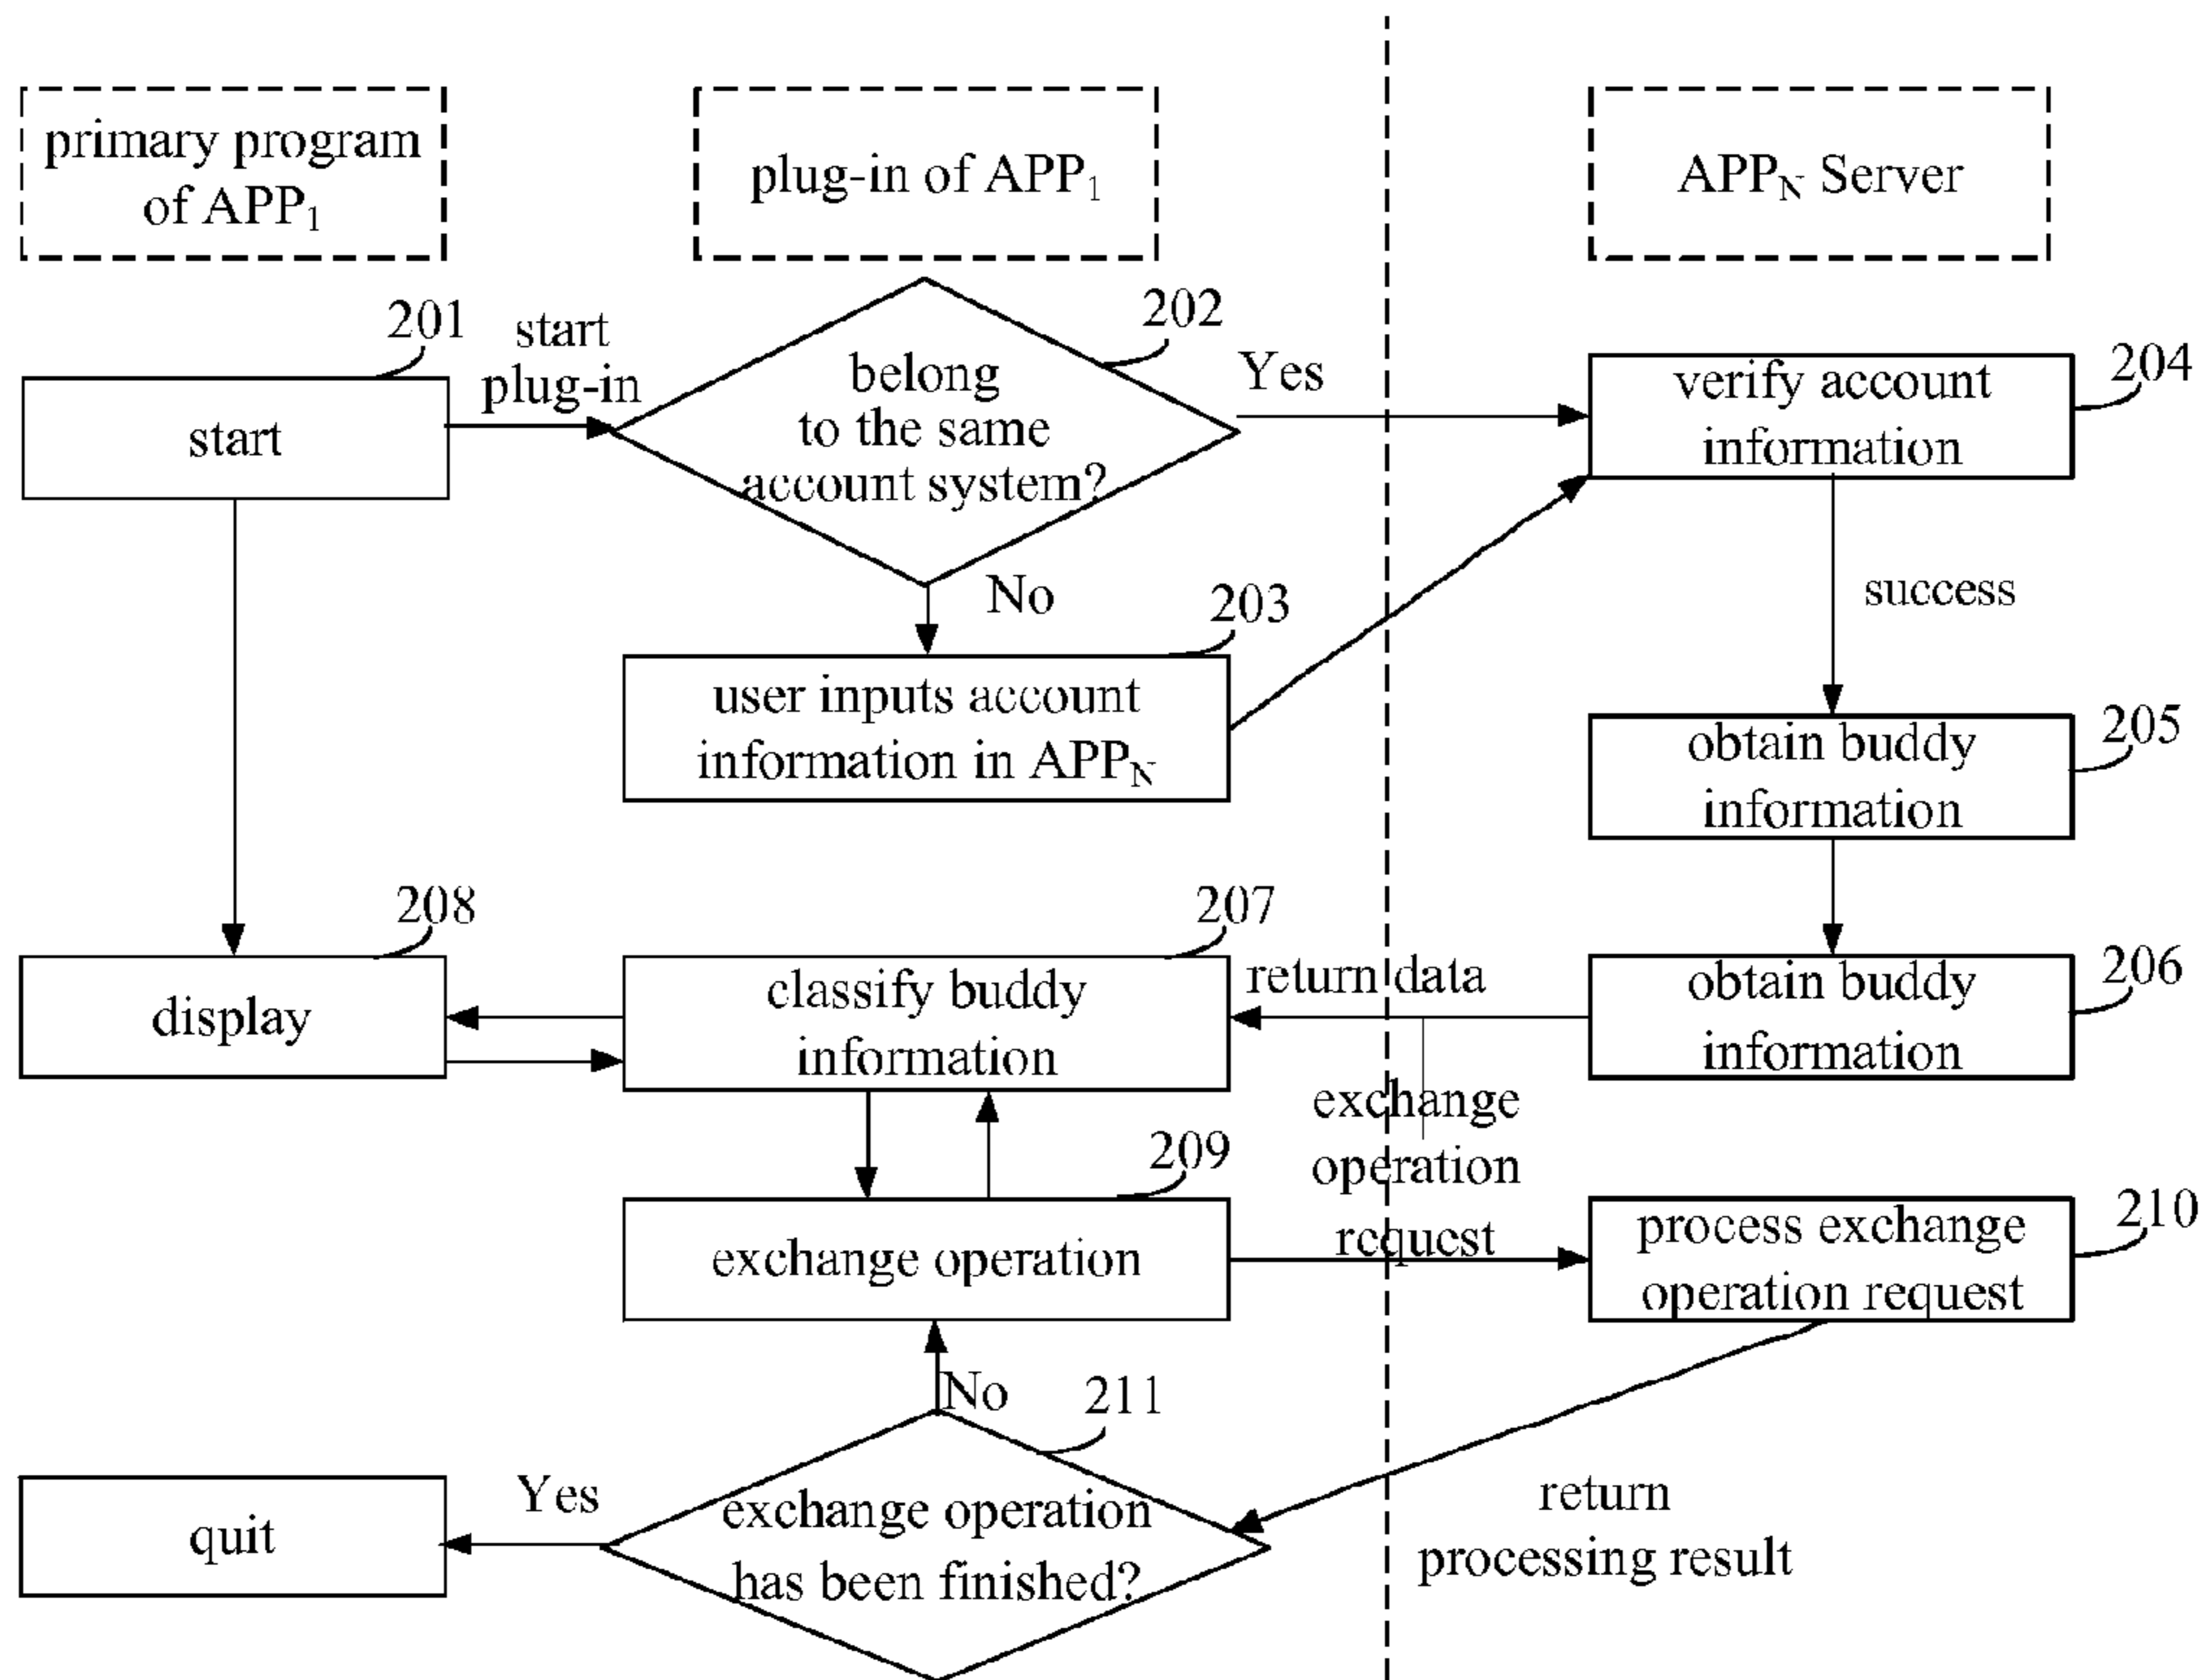 primary program
of APP1
plug-in of APP1
APPN Server
201
start
plug-in
202
Yes
204
start
belong
to the same
account system?
verify account
information
No
203
success
user inputs account
information in APPN
205
obtain buddy
information
208
207
206
display
classify buddy
information
return data
obtain buddy
information
exchange
operation
request
209
210
exchange operation
process exchange
operation request
No
211
quit
Yes
exchange operation
has been finished?
return
processing result